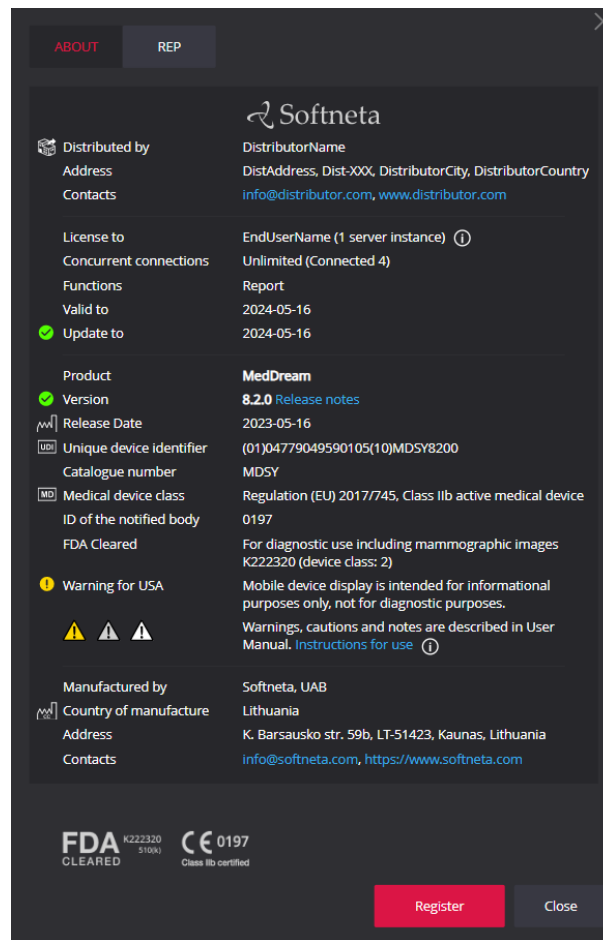 ABOUT REP
Softneta
Distributed by DistributorName
Address DistAddress, Dist-XXX, DistributorCity, DistributorCountry
Contacts info@distributor.com, www.distributor.com
License to EndUserName (1 server instance)
Concurrent connections Unlimited (Connected 4)
Functions Report
Valid to 2024-05-16
Update to 2024-05-16
Product MedDream
Version 8.2.0 Release notes
Release Date 2023-05-16
UDI Unique device identifier (01)04779049590105(10)MDSY8200
Catalogue number MDSY
MD Medical device class Regulation (EU) 2017/745, Class IIb active medical device
ID of the notified body 0197
FDA Cleared For diagnostic use including mammographic images
K222320 (device class: 2)
Warning for USA Mobile device display is intended for informational
purposes only, not for diagnostic purposes.
Warnings, cautions and notes are described in User
Manual. Instructions for use
Manufactured by Softneta, UAB
Country of manufacture Lithuania
Address K. Barsausko str. 59b, LT-51423, Kaunas, Lithuania
Contacts info@softneta.com, https://www.softneta.com
FDA K222320 CE 0197
510(k)
CLEARED Class IIb certified
Register Close